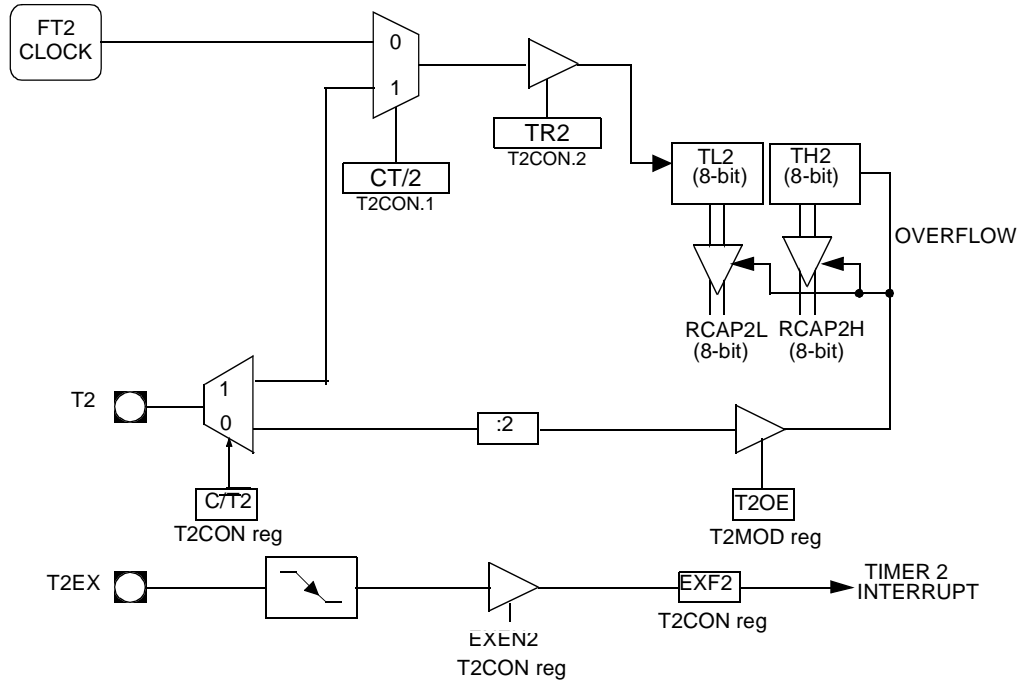 FT2
CLOCK
0
1
TR2
T2CON.2
CT/2
T2CON.1
TL2
(8-bit)
TH2
(8-bit)
OVERFLOW
RCAP2L
(8-bit)
RCAP2H
(8-bit)
T2
1
0
:2
C/T2
T2CON reg
T2OE
T2MOD reg
T2EX
EXF2
T2CON reg
TIMER 2
INTERRUPT
EXEN2
T2CON reg